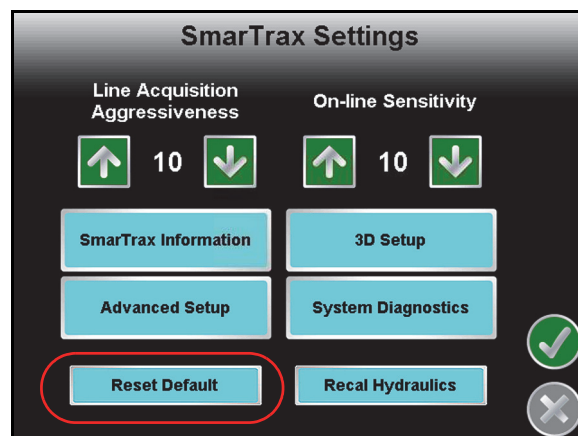 SmarTrax Settings
Line Acquisition
Aggressiveness
On-line Sensitivity
10
10
SmarTrax Information
3D Setup
Advanced Setup
System Diagnostics
Reset Default
Recal Hydraulics